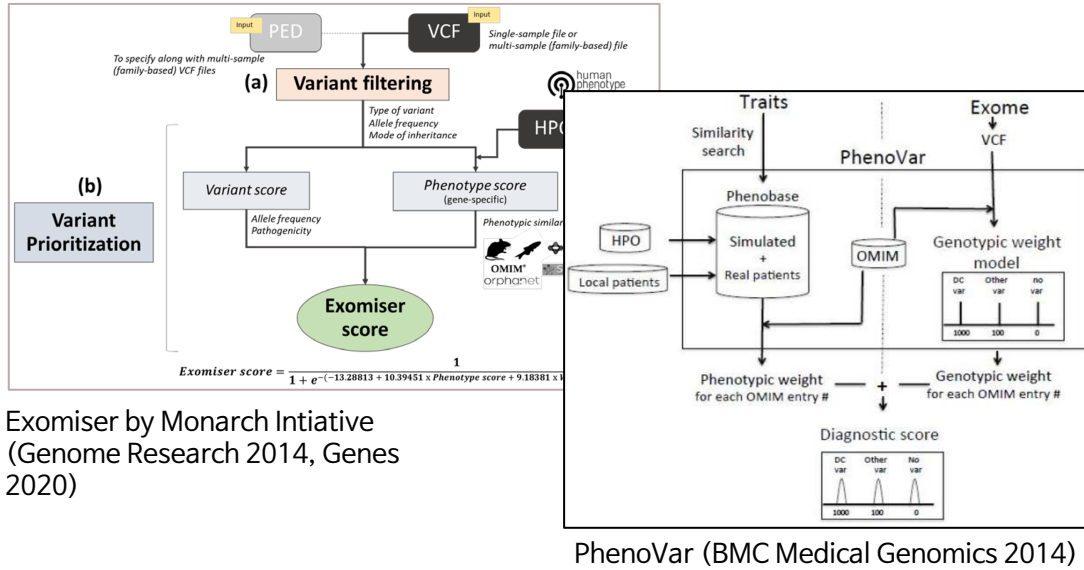 Input
PED
Input
VCF
Single-sample file or
multi-sample (family-based) file
To specify along with multi-sample
(family-based) VCF files
(a)
Variant filtering
human
phenotype
Type of variant
Allele frequency
Mode of inheritance
HPO
(b)
Variant
Prioritization
Variant score
Phenotype score
(gene-specific)
Allele frequency
Pathogenicity
Phenotypic similar
OMIM®
orphanet
Exomiser
score
Exomiser score = 1 / 1 + e^-(-13.28813 + 10.39451 x Phenotype score + 9.18381 x
Exomiser by Monarch Intiative
(Genome Research 2014, Genes
2020)
Traits
Exome
Similarity
search
VCF
PhenoVar
Phenobase
HPO
Simulated
+
Real patients
Local patients
OMIM
Genotypic weight
model
DC var
Other var
no var
1000 100 0
Phenotypic weight
for each OMIM entry #
+
Genotypic weight
for each OMIM entry #
Diagnostic score
DC var
Other var
No var
1000 100 0
PhenoVar (BMC Medical Genomics 2014)